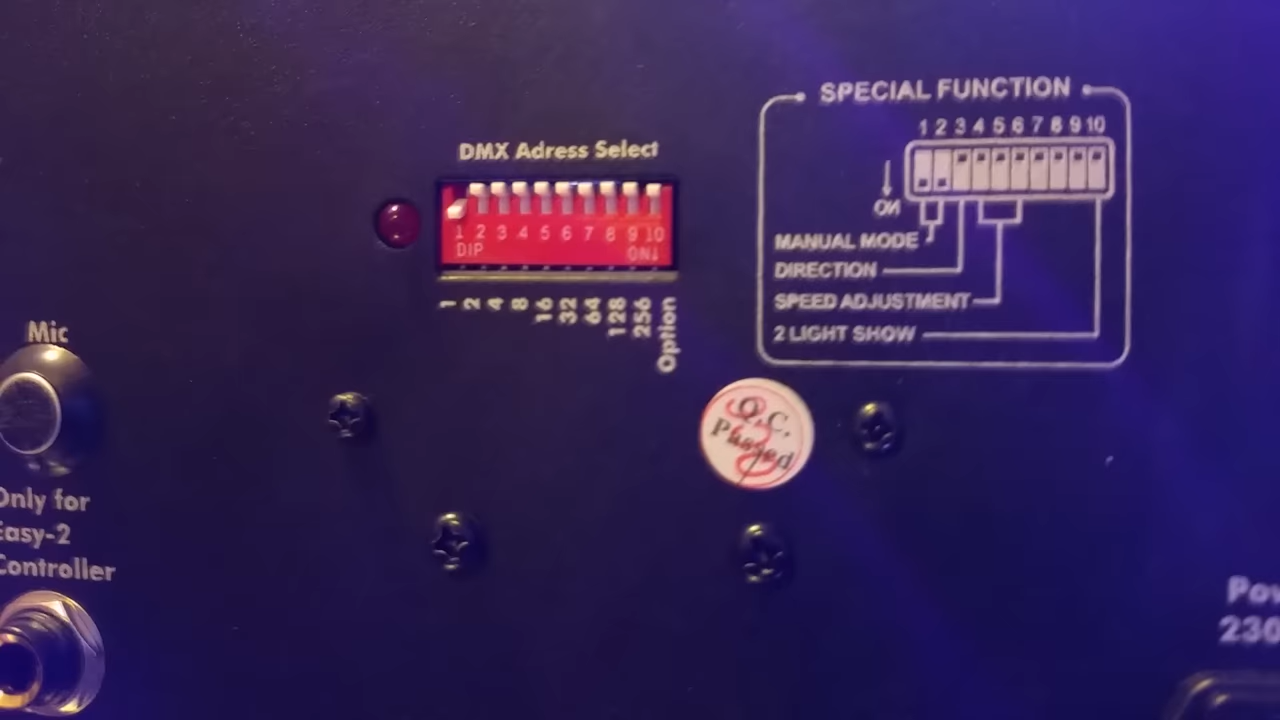 SPECIAL FUNCTION
1 2 3 4 5 6 7 8 9 10
ON
MANUAL MODE
DIRECTION
SPEED ADJUSTMENT
2 LIGHT SHOW
DMX Adress Select
1 2 3 4 5 6 7 8 9 10
DIP ON↓
1 2 4 8 16 32 64 128 256 Option
Mic
Only for
Easy-2
Controller
Q.C.
Passed
Pow
230